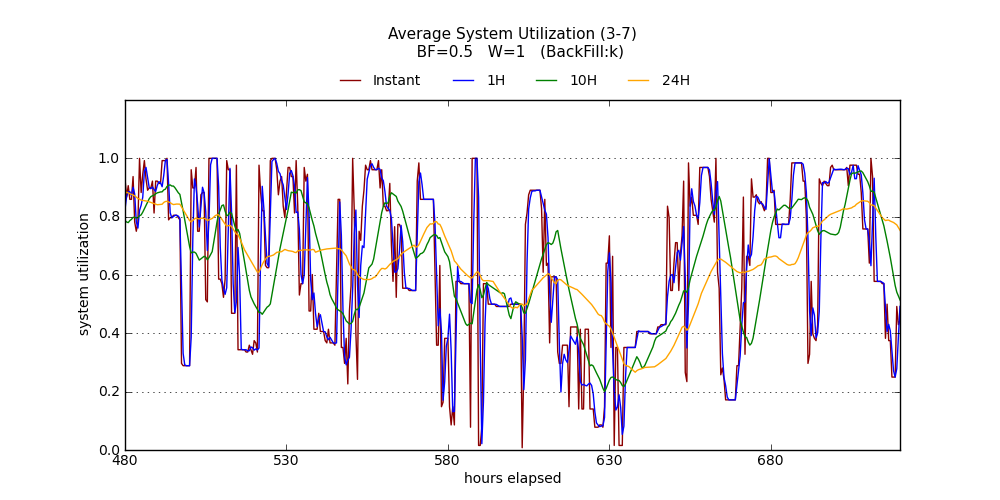 Average System Utilization (3-7)
BF=0.5 W=1 (BackFill:k)
Instant 1H 10H 24H
1.0
0.8
0.6
0.4
0.2
0.0
system utilization
480 530 580 630 680
hours elapsed